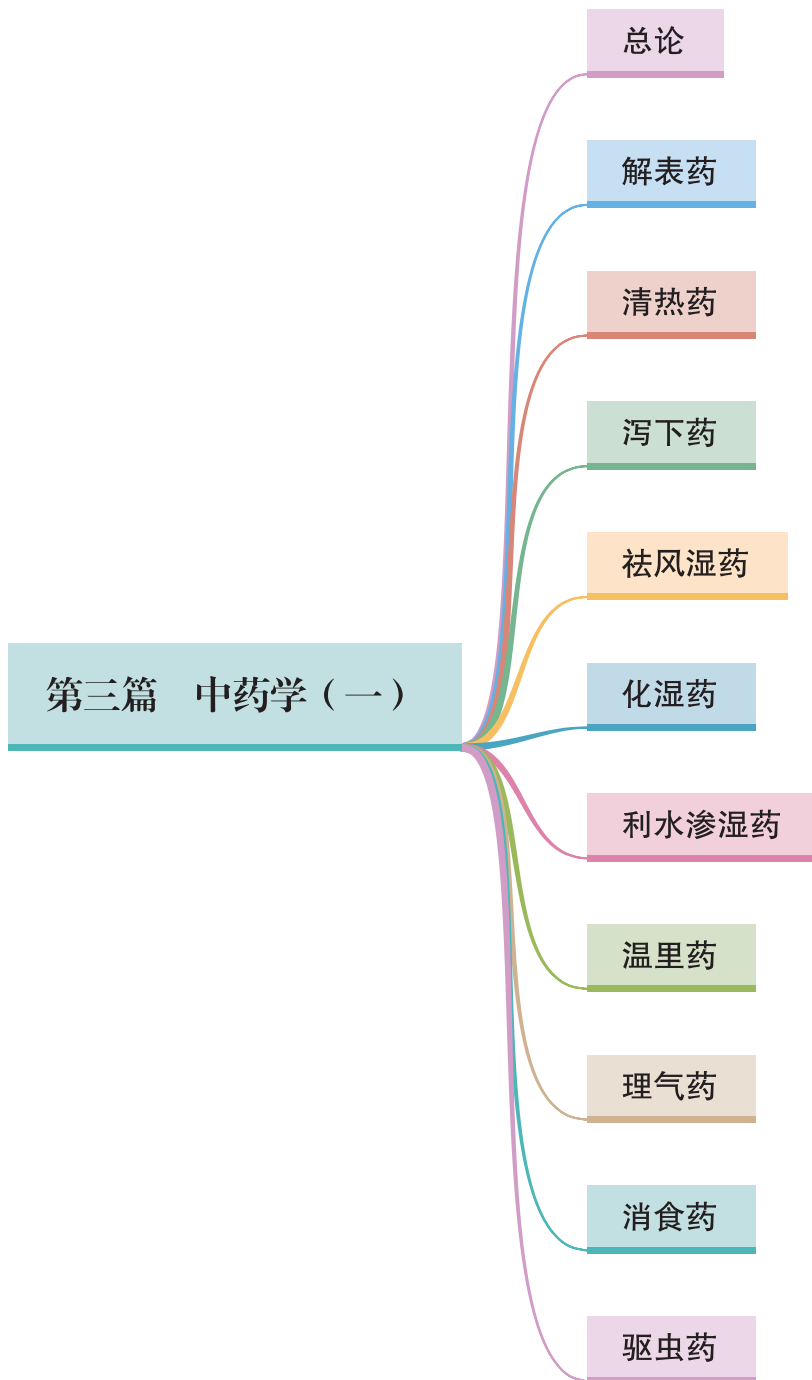 总论
解表药
清热药
泻下药
祛风湿药
化湿药
第三篇　中药学（一）
利水渗湿药
温里药
理气药
消食药
驱虫药